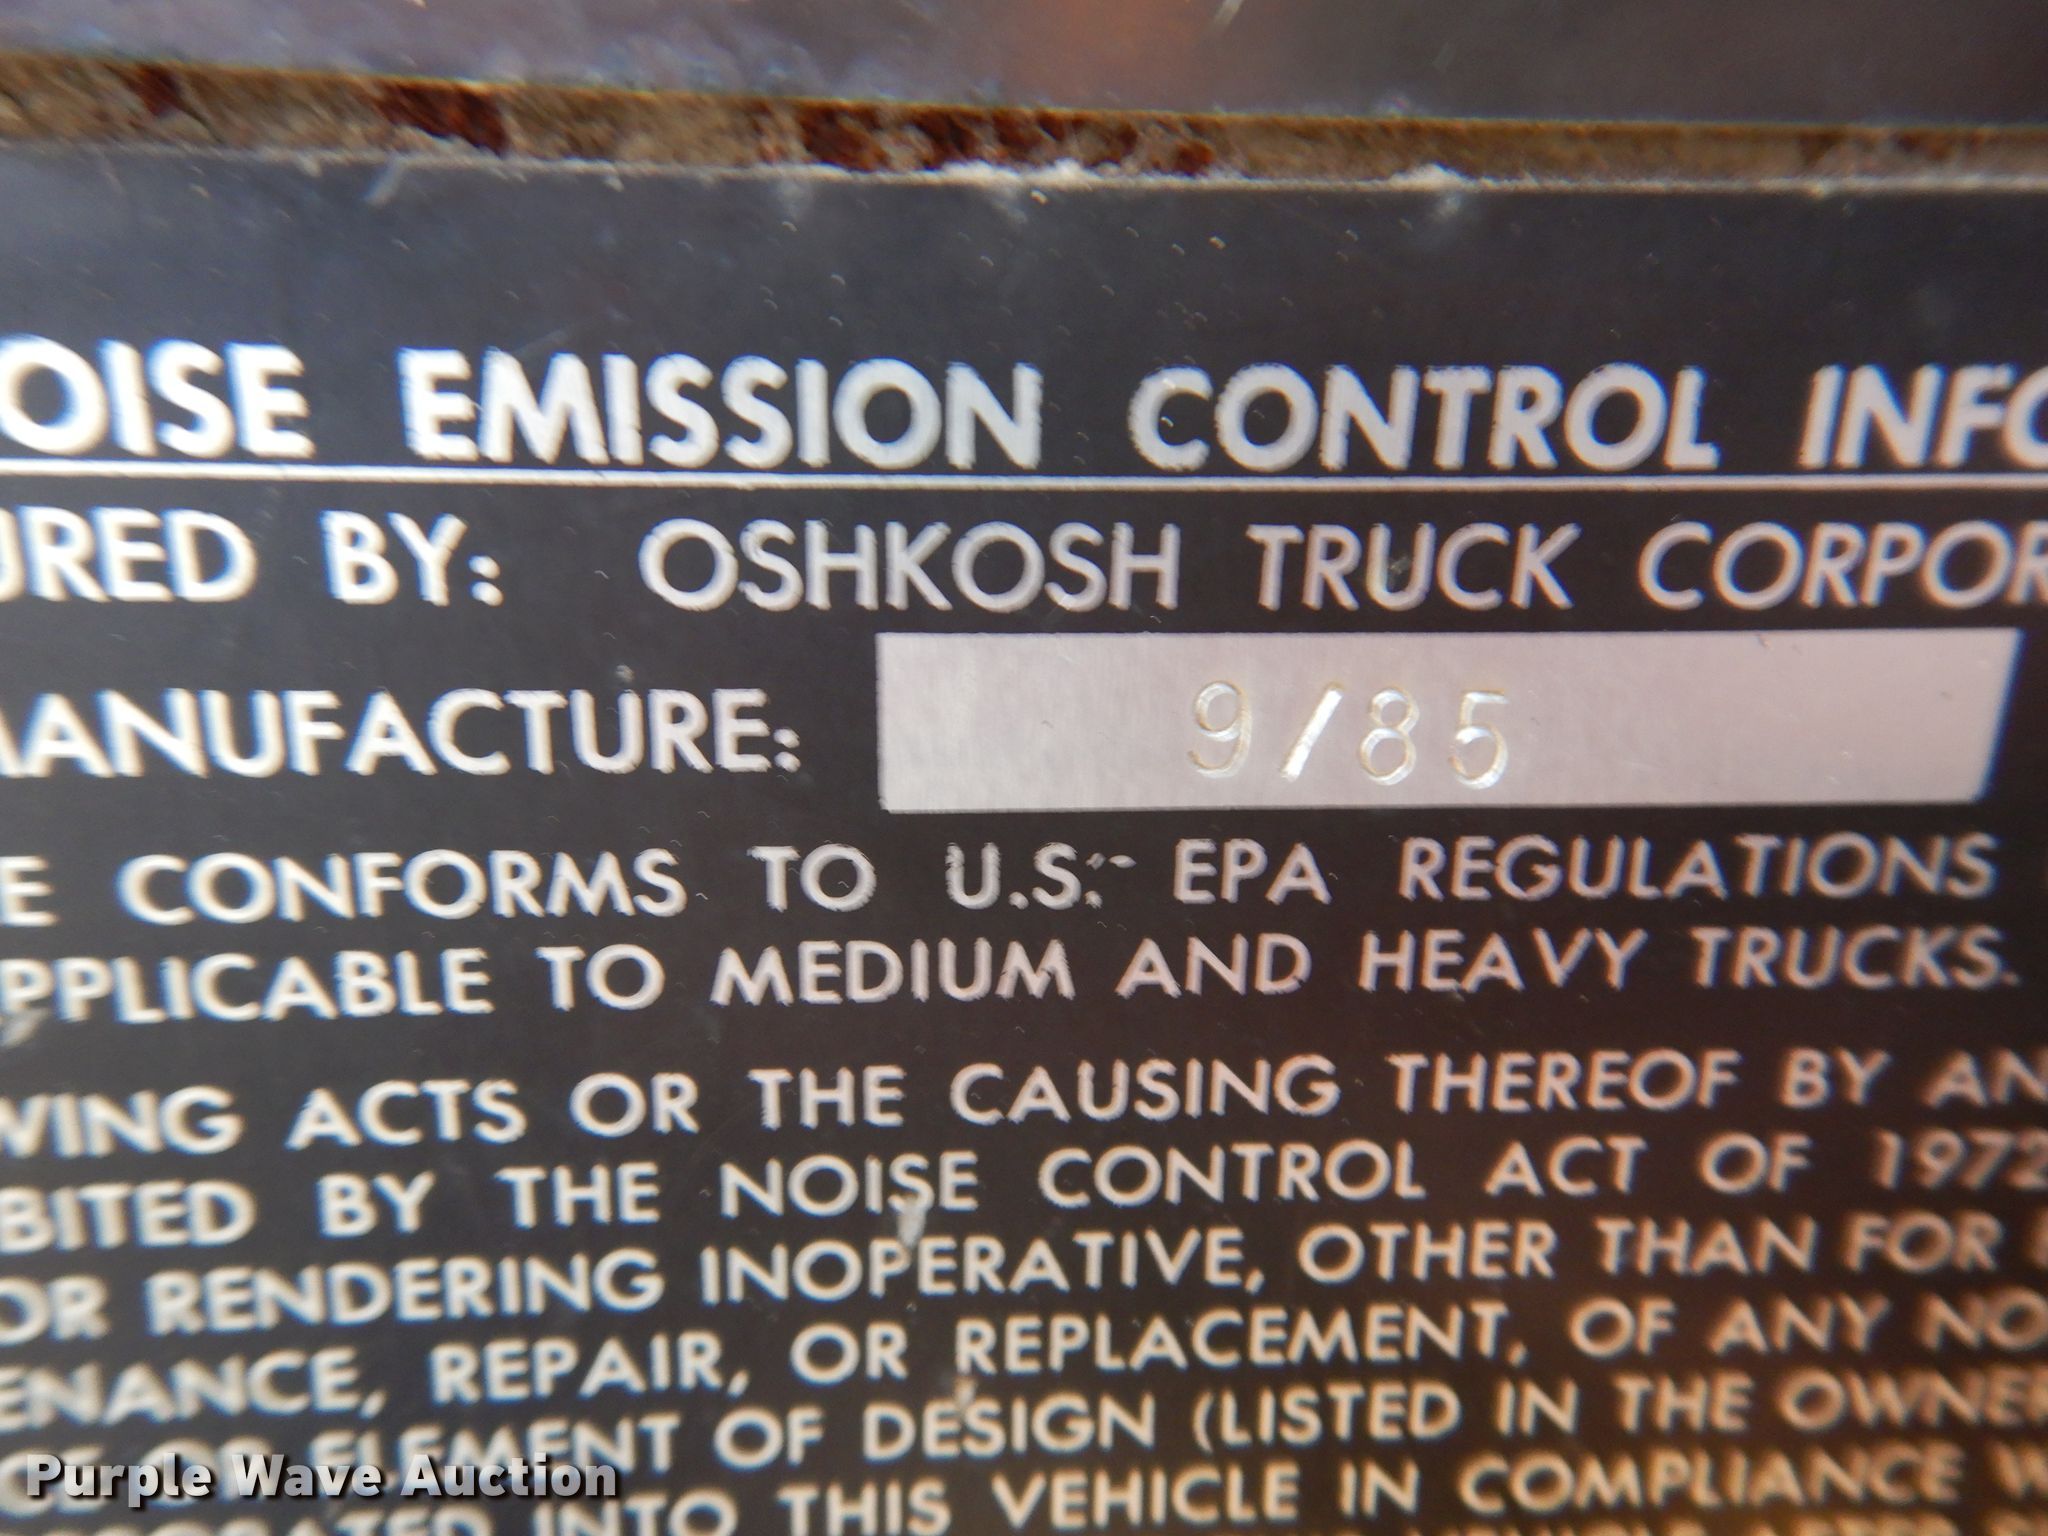 OISE EMISSION CONTROL INFO
URED BY: OSHKOSH TRUCK CORPOR
MANUFACTURE: 9/85
E CONFORMS TO U.S. EPA REGULATIONS
PPLICABLE TO MEDIUM AND HEAVY TRUCKS.
WING ACTS OR THE CAUSING THEREOF BY AN
BITED BY THE NOISE CONTROL ACT OF 1972
OR RENDERING INOPERATIVE, OTHER THAN FOR
ENANCE, REPAIR, OR REPLACEMENT, OF ANY NO
CE OR ELEMENT OF DESIGN (LISTED IN THE OWNER
ORATED INTO THIS VEHICLE IN COMPLIANCE W
Purple Wave Auction